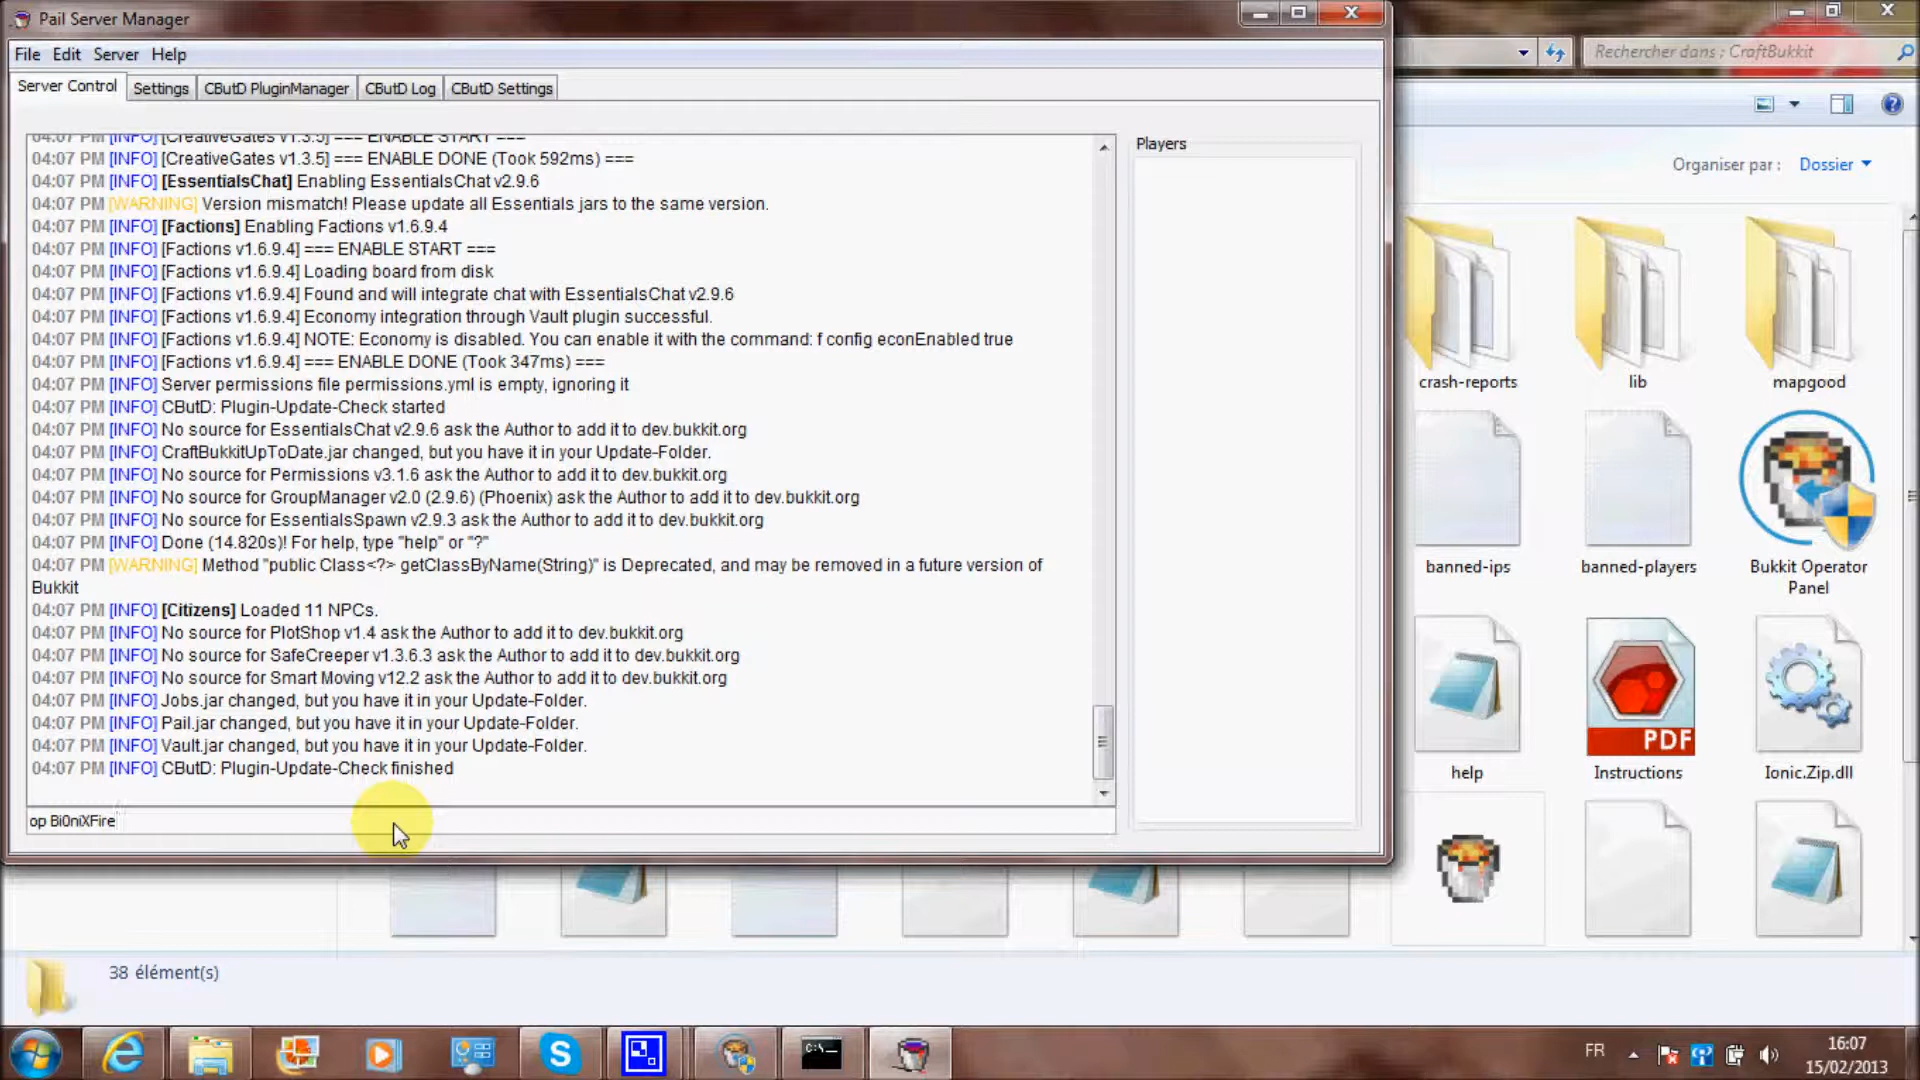 Pail Server Manager
File Edit Server Help
Server Control Settings CButD PluginManager CButD Log CButD Settings
04:07 PM [INFO] [CreativeGates v1.3.5] === ENABLE START ===
04:07 PM [INFO] [CreativeGates v1.3.5] === ENABLE DONE (Took 592ms) ===
04:07 PM [INFO] [EssentialsChat] Enabling EssentialsChat v2.9.6
04:07 PM [WARNING] Version mismatch! Please update all Essentials jars to the same version.
04:07 PM [INFO] [Factions] Enabling Factions v1.6.9.4
04:07 PM [INFO] [Factions v1.6.9.4] === ENABLE START ===
04:07 PM [INFO] [Factions v1.6.9.4] Loading board from disk
04:07 PM [INFO] [Factions v1.6.9.4] Found and will integrate chat with EssentialsChat v2.9.6
04:07 PM [INFO] [Factions v1.6.9.4] Economy integration through Vault plugin successful.
04:07 PM [INFO] [Factions v1.6.9.4] NOTE: Economy is disabled. You can enable it with the command: f config econEnabled true
04:07 PM [INFO] [Factions v1.6.9.4] === ENABLE DONE (Took 347ms) ===
04:07 PM [INFO] Server permissions file permissions.yml is empty, ignoring it
04:07 PM [INFO] CButD: Plugin-Update-Check started
04:07 PM [INFO] No source for EssentialsChat v2.9.6 ask the Author to add it to dev.bukkit.org
04:07 PM [INFO] CraftBukkitUpToDate.jar changed, but you have it in your Update-Folder.
04:07 PM [INFO] No source for Permissions v3.1.6 ask the Author to add it to dev.bukkit.org
04:07 PM [INFO] No source for GroupManager v2.0 (2.9.6) (Phoenix) ask the Author to add it to dev.bukkit.org
04:07 PM [INFO] No source for EssentialsSpawn v2.9.3 ask the Author to add it to dev.bukkit.org
04:07 PM [INFO] Done (14.820s)! For help, type "help" or "?"
04:07 PM [WARNING] Method "public Class<?> getClassByName(String)" is Deprecated, and may be removed in a future version of
Bukkit
04:07 PM [INFO] [Citizens] Loaded 11 NPCs.
04:07 PM [INFO] No source for PlotShop v1.4 ask the Author to add it to dev.bukkit.org
04:07 PM [INFO] No source for SafeCreeper v1.3.6.3 ask the Author to add it to dev.bukkit.org
04:07 PM [INFO] No source for Smart Moving v12.2 ask the Author to add it to dev.bukkit.org
04:07 PM [INFO] Jobs.jar changed, but you have it in your Update-Folder.
04:07 PM [INFO] Pail.jar changed, but you have it in your Update-Folder.
04:07 PM [INFO] Vault.jar changed, but you have it in your Update-Folder.
04:07 PM [INFO] CButD: Plugin-Update-Check finished
op Bi0niXFire
Players
Rechercher dans : CraftBukkit
Organiser par : Dossier
crash-reports lib mapgood
banned-ips banned-players Bukkit Operator
Panel
PDF
help Instructions Ionic.Zip.dll
38 élément(s)
C:\_
FR
16:07
15/02/2013